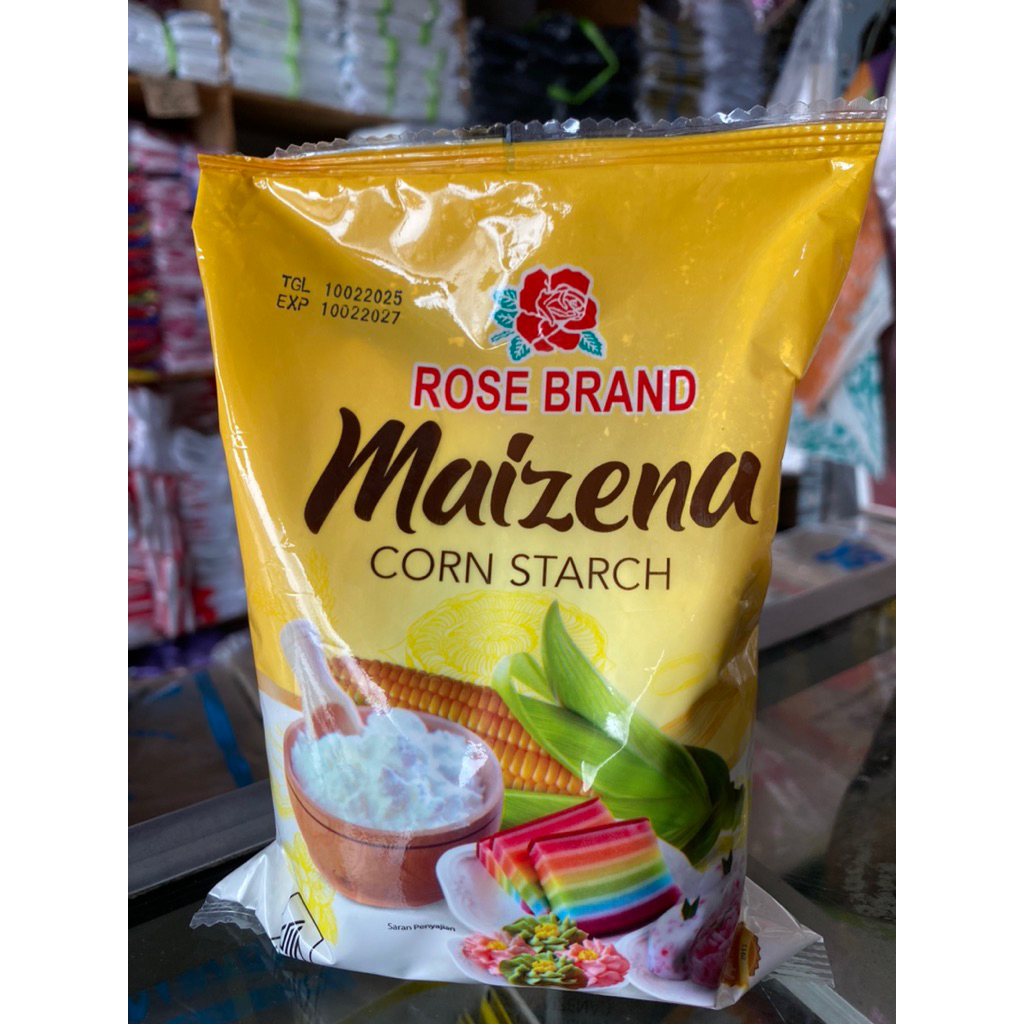 TGL 10022025
EXP 10022027
ROSE BRAND
Maizena
CORN STARCH
Saran Penyajian